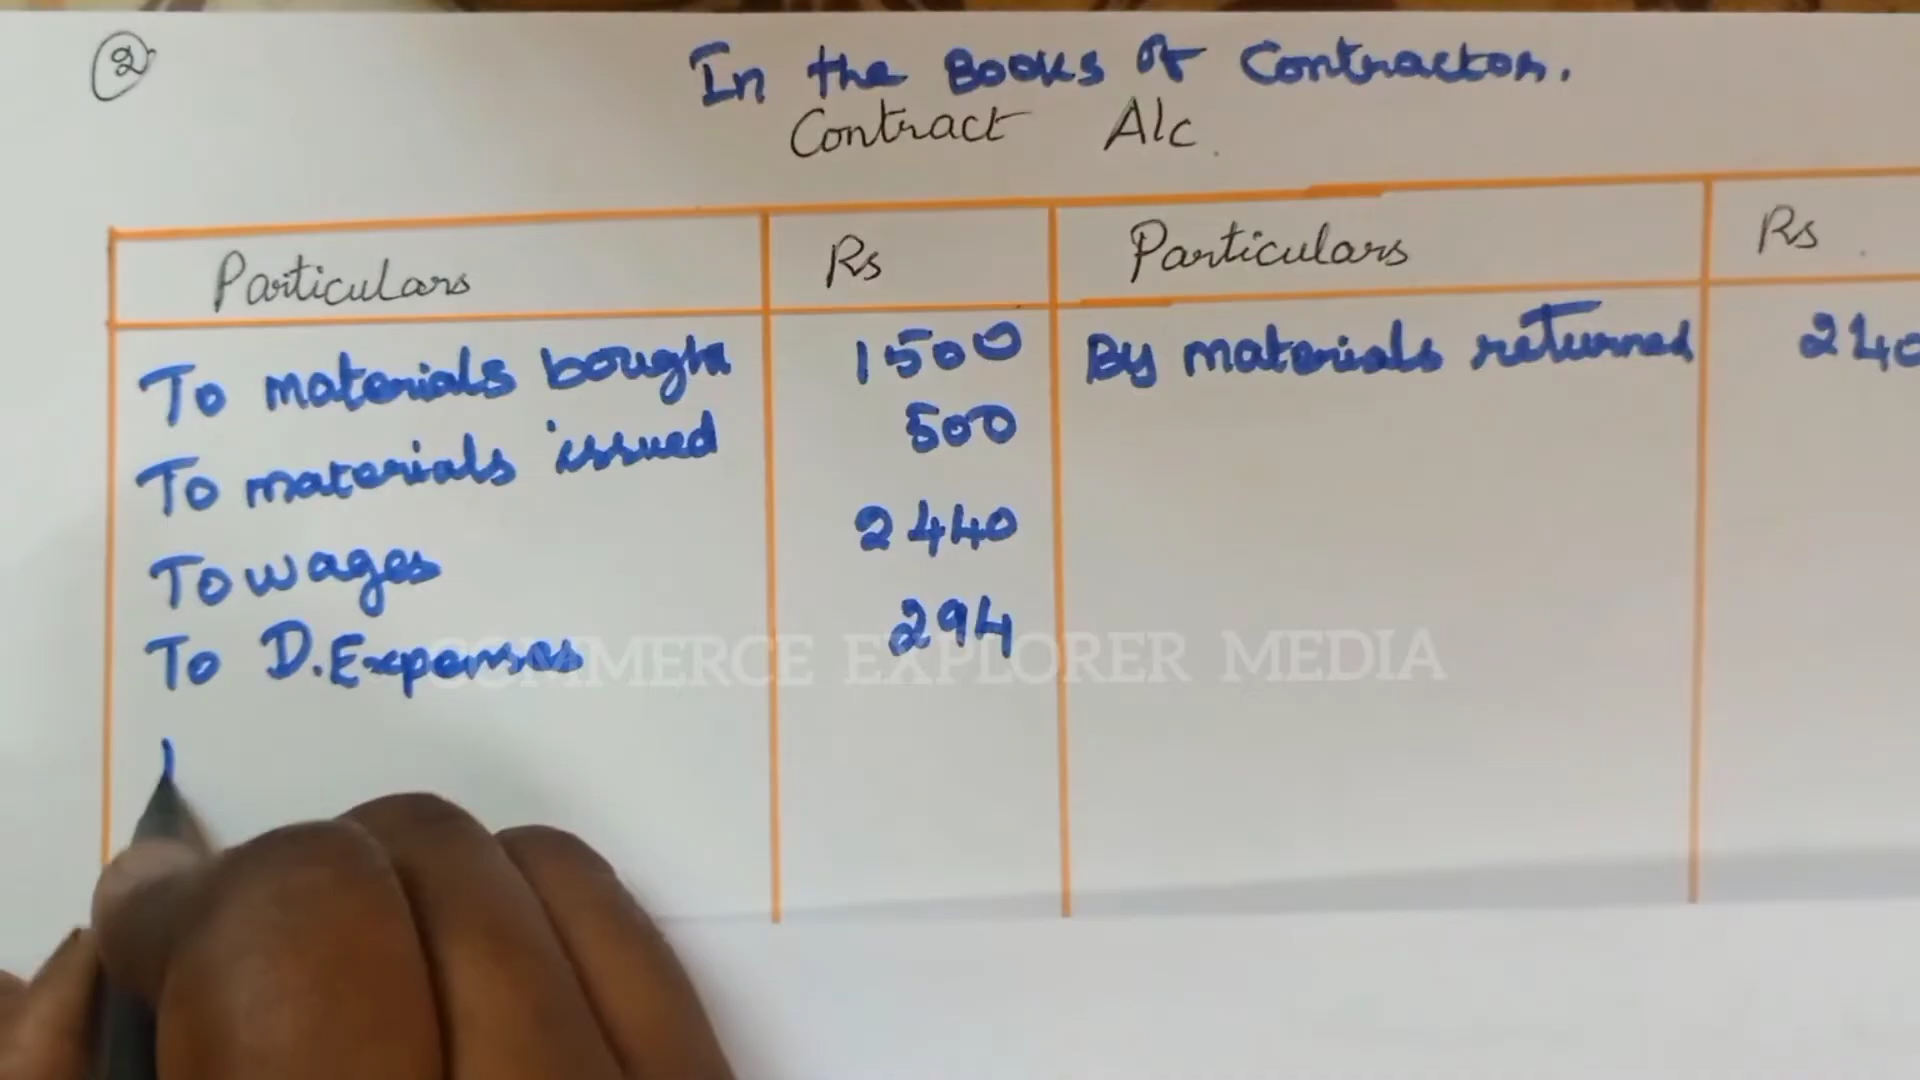 2
In the Books of Contractor.
Contract A/c.
Particulars Rs Particulars Rs
To materials bought 1500 By materials returned 240
To materials issued 500
To wages 2440
To D.Expenses 294
COMMERCE EXPLORER MEDIA